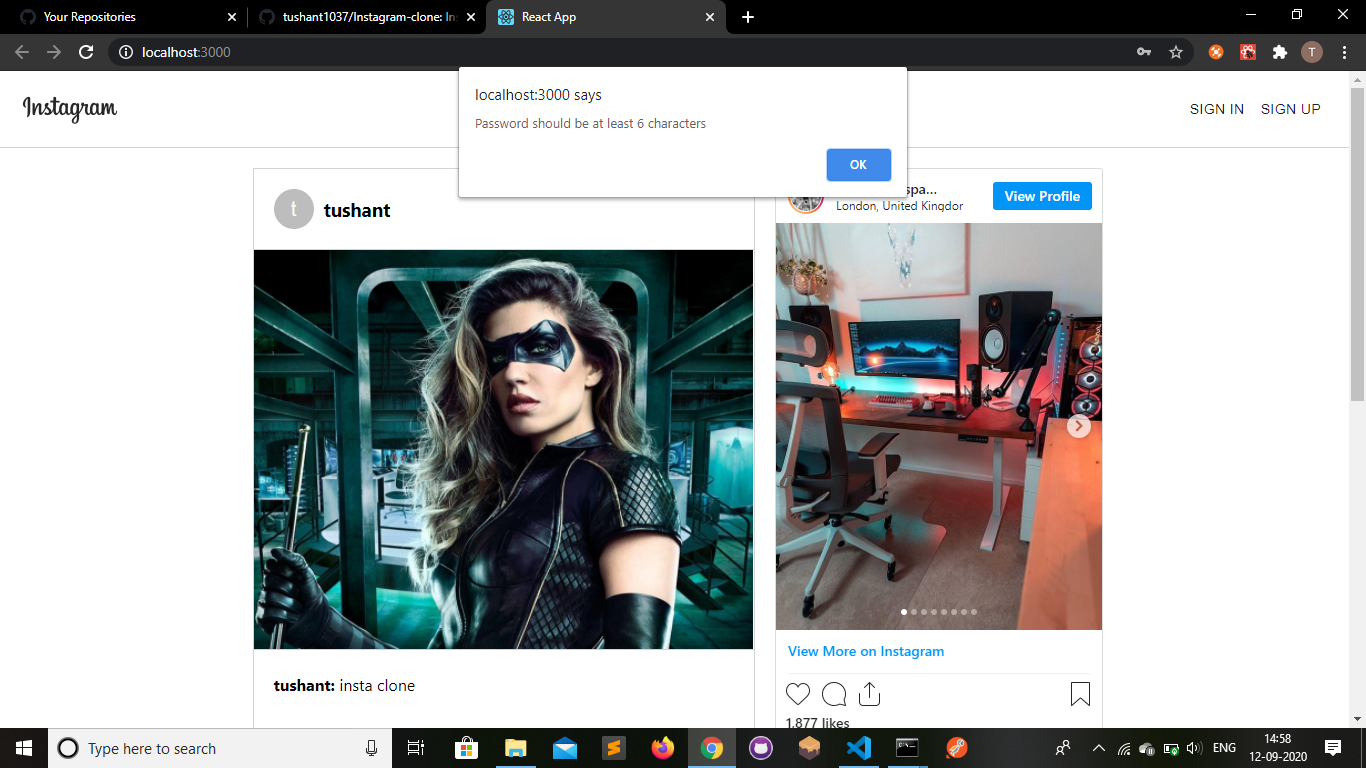 Your Repositories
tushant1037/Instagram-clone: Ins
React App
localhost:3000
T
localhost:3000 says
Password should be at least 6 characters
OK
Instagram
SIGN IN
SIGN UP
t
tushant
spa...
London, United Kingdor
View Profile
View More on Instagram
1,877 likes
tushant: insta clone
Type here to search
ENG
14:58
12-09-2020